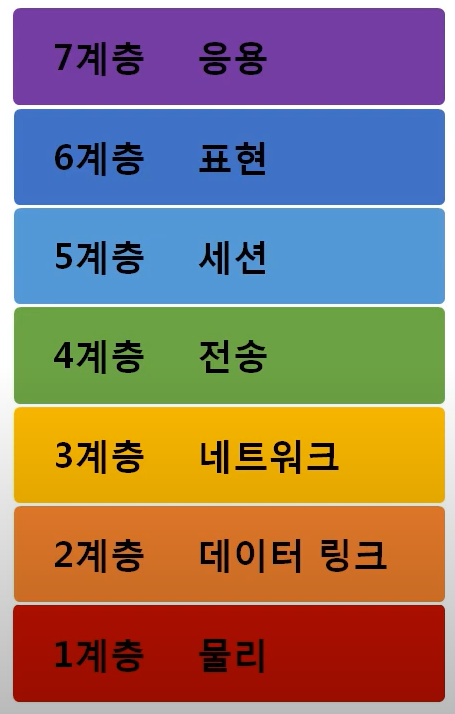 7계층 응용
6계층 표현
5계층 세션
4계층 전송
3계층 네트워크
2계층 데이터 링크
1계층 물리